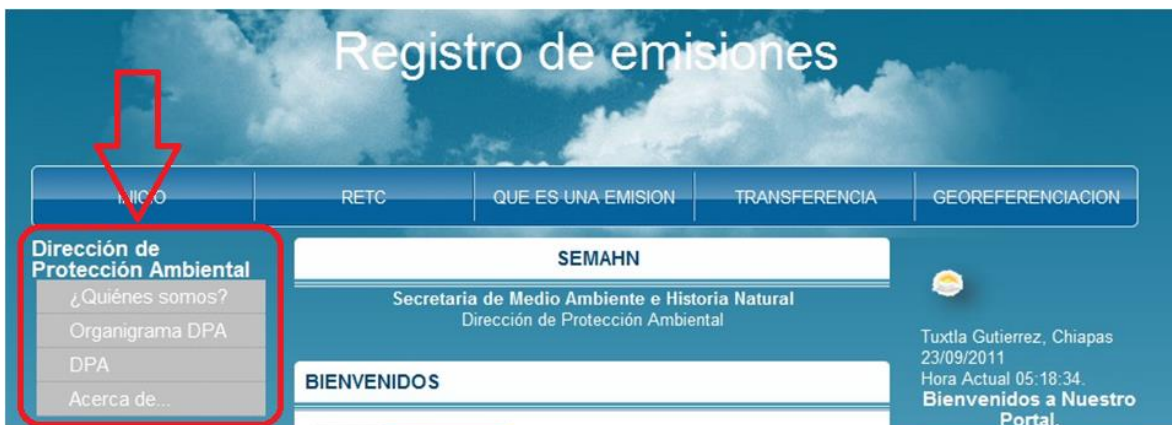 Registro de emisiones
INICIO
RETC
QUE ES UNA EMISION
TRANSFERENCIA
GEOREFERENCIACION
Dirección de
Protección Ambiental
¿Quiénes somos?
Organigrama DPA
DPA
Acerca de...
SEMAHN
Secretaria de Medio Ambiente e Historia Natural
Dirección de Protección Ambiental
BIENVENIDOS
Tuxtla Gutierrez, Chiapas
23/09/2011
Hora Actual 05:18:34.
Bienvenidos a Nuestro
Portal.